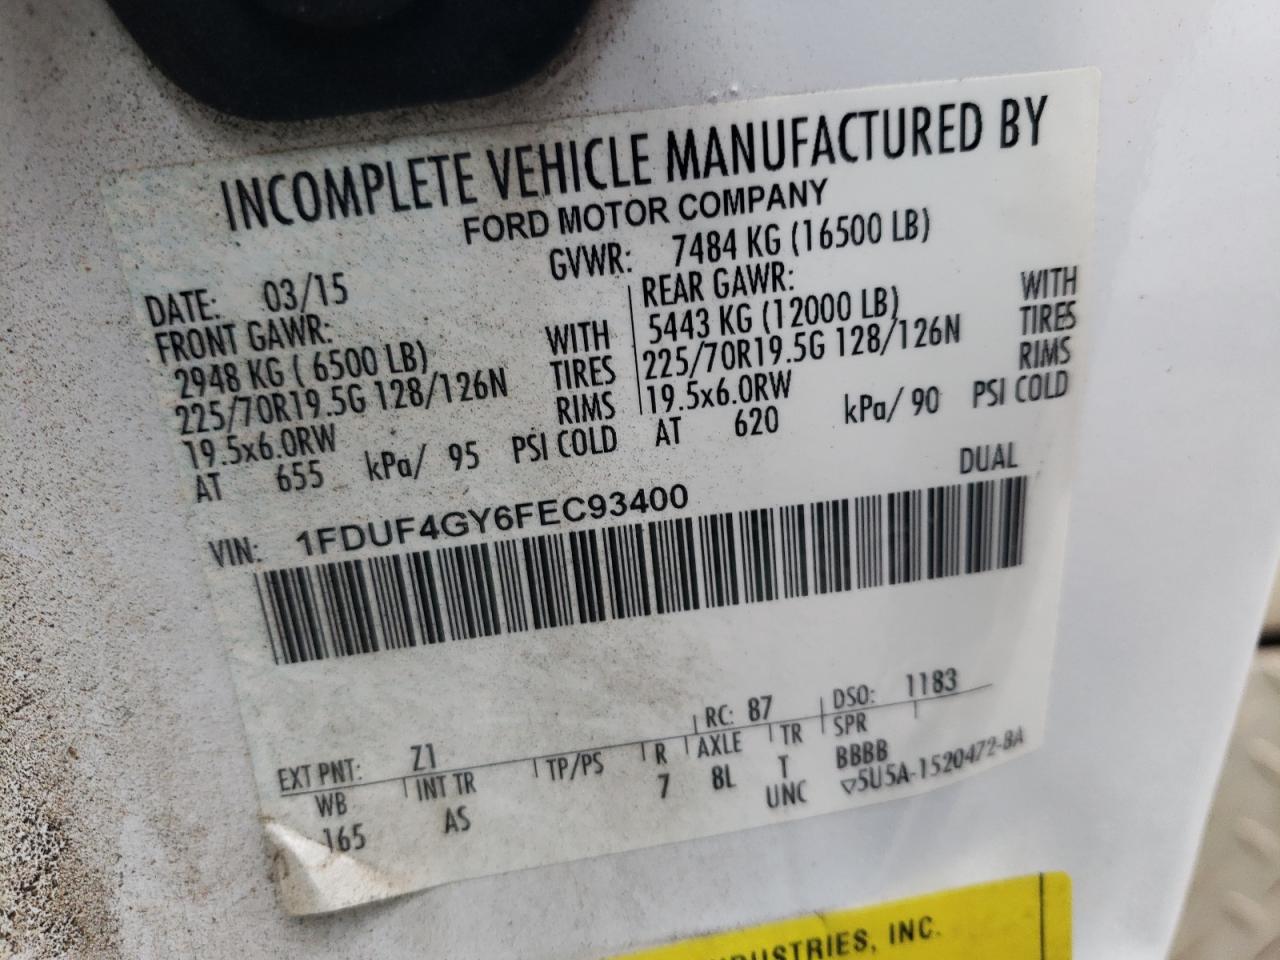 INCOMPLETE VEHICLE MANUFACTURED BY
FORD MOTOR COMPANY
DATE: 03/15 GVWR: 7484 KG (16500 LB)
FRONT GAWR: REAR GAWR:
2948 KG ( 6500 LB) WITH 5443 KG (12000 LB) WITH
225/70R19.5G 128/126N TIRES 225/70R19.5G 128/126N TIRES
19.5x6.0RW RIMS 19.5x6.0RW RIMS
AT 655 kPa/ 95 PSI COLD AT 620 kPa/ 90 PSI COLD
DUAL
VIN: 1FDUF4GY6FEC93400
EXT PNT: Z1 RC: 87 DSO: 1183
WB INT TR TP/PS R AXLE TR SPR
165 AS 7 8L T BBBB
UNC ▽5U5A-1520472-BA
INDUSTRIES, INC.